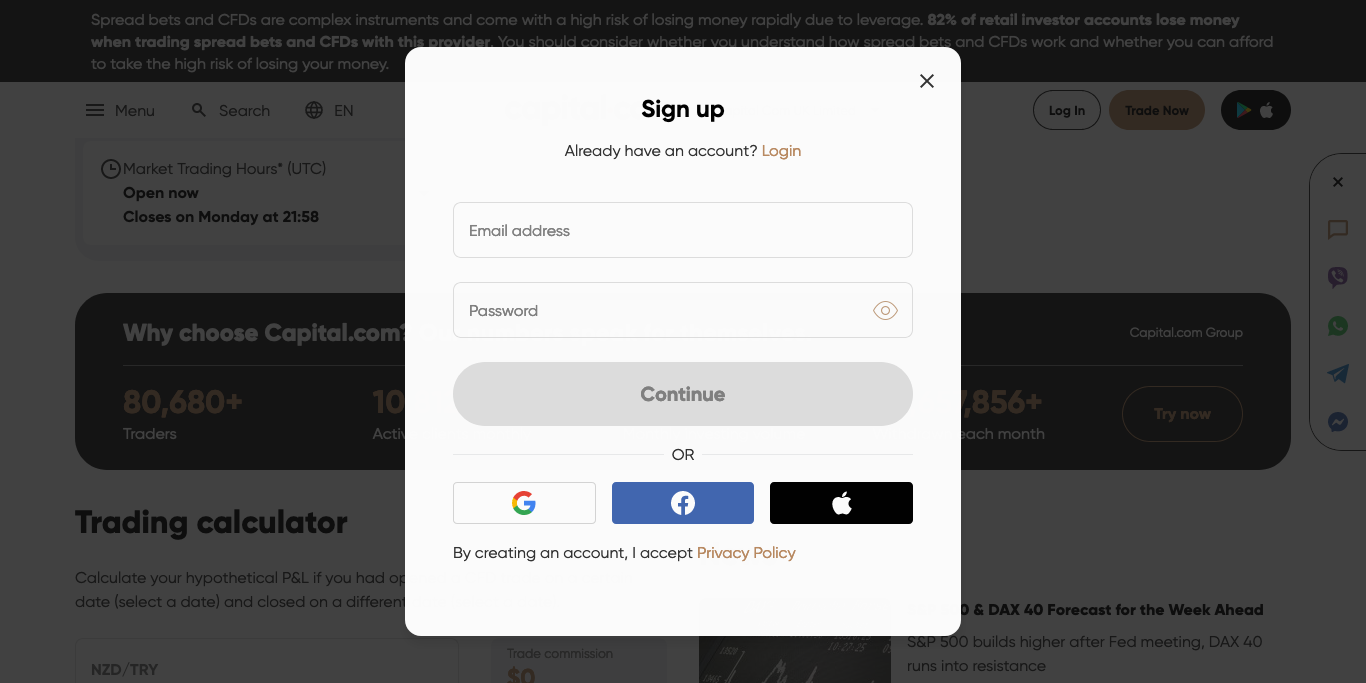 Spread bets and CFDs are complex instruments and come with a high risk of losing money rapidly due to leverage. 82% of retail investor accounts lose money
when trading spread bets and CFDs with this provider. You should consider whether you understand how spread bets and CFDs work and whether you can afford
to take the high risk of losing your money.
Menu
Search
EN
Log In
Trade Now
Market Trading Hours* (UTC)
Open now
Closes on Monday at 21:58
Sign up
Already have an account? Login
Email address
Password
Continue
OR
By creating an account, I accept Privacy Policy
Why choose Capital.com?
Capital.com Group
80,680+
Traders
10
Activ
7,856+
each month
Try now
Trading calculator
Calculate your hypothetical P&L if you had op
date (select a date) and closed on a different
NZD/TRY
Trade commission
$0
0 & DAX 40 Forecast for the Week Ahead
S&P 500 builds higher after Fed meeting, DAX 40
runs into resistance